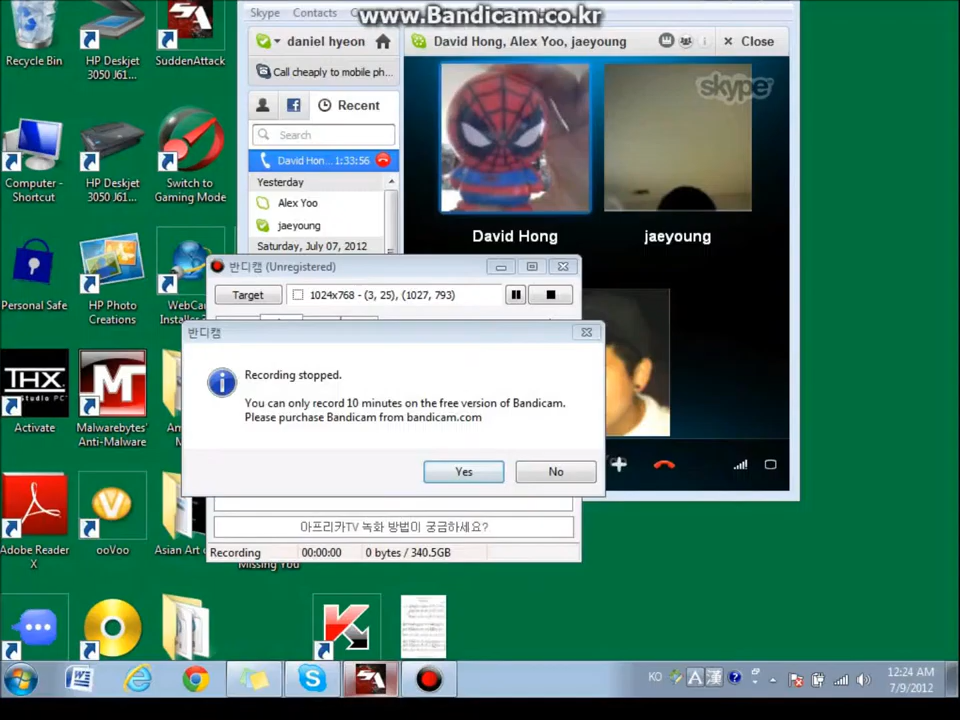 www.Bandicam.co.kr
Skype Contacts
daniel hyeon
David Hong, Alex Yoo, jaeyoung
Close
Call cheaply to mobile ph...
skype
Recent
Search
David Hon... 1:33:56
Yesterday
Alex Yoo
jaeyoung
Saturday, July 07, 2012
David Hong
jaeyoung
Recycle Bin
HP Deskjet
3050 J61...
SuddenAttack
Computer -
Shortcut
HP Deskjet
3050 J61...
Switch to
Gaming Mode
Personal Safe
HP Photo
Creations
WebCa
Installer
반디캠 (Unregistered)
Target
1024x768 - (3, 25), (1027, 793)
반디캠
Recording stopped.
You can only record 10 minutes on the free version of Bandicam.
Please purchase Bandicam from bandicam.com
Yes
No
아프리카TV 녹화 방법이 궁금하세요?
Recording 00:00:00 0 bytes / 340.5GB
THX
Studio PC
Activate
Malwarebytes'
Anti-Malware
Adobe Reader
X
ooVoo
Asian Art
Missing You
KO
A 漢
12:24 AM
7/9/2012